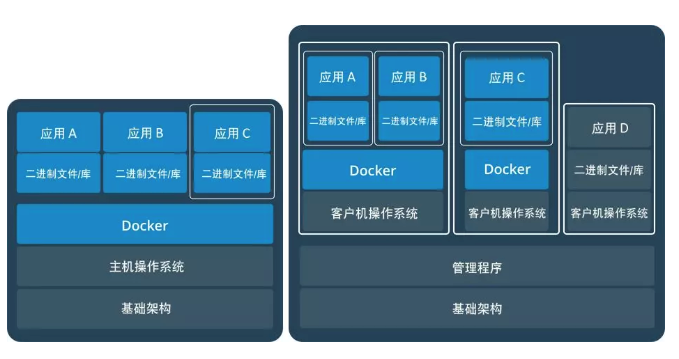 应用 A
应用 B
应用 C
二进制文件/库
二进制文件/库
二进制文件/库
Docker
主机操作系统
基础架构
应用 A
应用 B
二进制文件/库
二进制文件/库
Docker
客户机操作系统
应用 C
二进制文件/库
Docker
客户机操作系统
应用 D
二进制文件/库
客户机操作系统
管理程序
基础架构